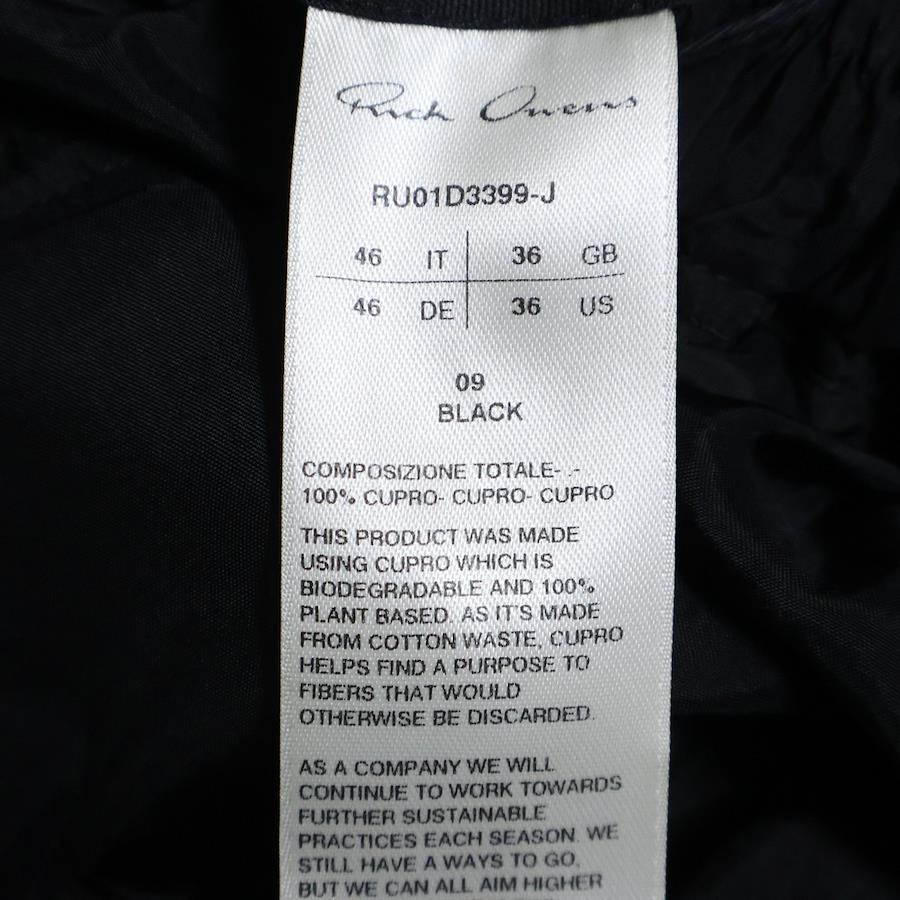 Rick Owens
RU01D3399-J
46 IT 36 GB
46 DE 36 US
09
BLACK
COMPOSIZIONE TOTALE- .-
100% CUPRO- CUPRO- CUPRO
THIS PRODUCT WAS MADE
USING CUPRO WHICH IS
BIODEGRADABLE AND 100%
PLANT BASED. AS IT'S MADE
FROM COTTON WASTE, CUPRO
HELPS FIND A PURPOSE TO
FIBERS THAT WOULD
OTHERWISE BE DISCARDED.
AS A COMPANY WE WILL
CONTINUE TO WORK TOWARDS
FURTHER SUSTAINABLE
PRACTICES EACH SEASON. WE
STILL HAVE A WAYS TO GO,
BUT WE CAN ALL AIM HIGHER